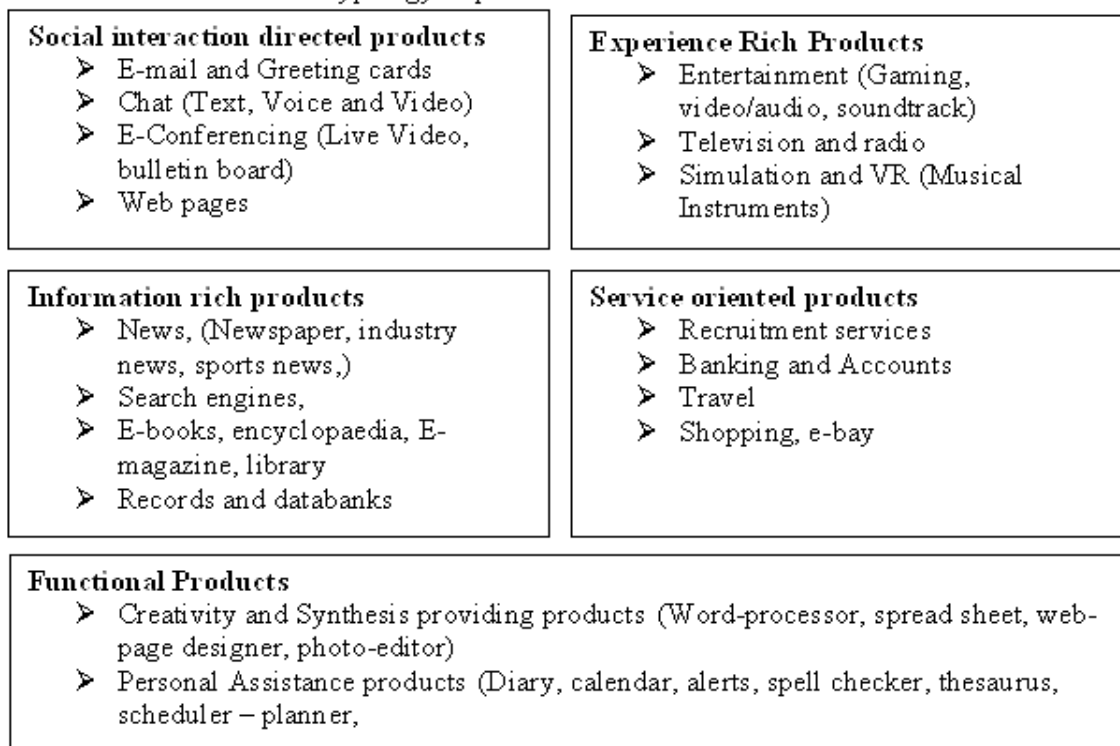 Social interaction directed products
➢ E-mail and Greeting cards
➢ Chat (Text, Voice and Video)
➢ E-Conferencing (Live Video,
bulletin board)
➢ Web pages
Experience Rich Products
➢ Entertainment (Gaming,
video/audio, soundtrack)
➢ Television and radio
➢ Simulation and VR (Musical
Instruments)
Information rich products
➢ News, (Newspaper, industry
news, sports news,)
➢ Search engines,
➢ E-books, encyclopaedia, E-
magazine, library
➢ Records and databanks
Service oriented products
➢ Recruitment services
➢ Banking and Accounts
➢ Travel
➢ Shopping, e-bay
Functional Products
➢ Creativity and Synthesis providing products (Word-processor, spread sheet, web-
page designer, photo-editor)
➢ Personal Assistance products (Diary, calendar, alerts, spell checker, thesaurus,
scheduler – planner,